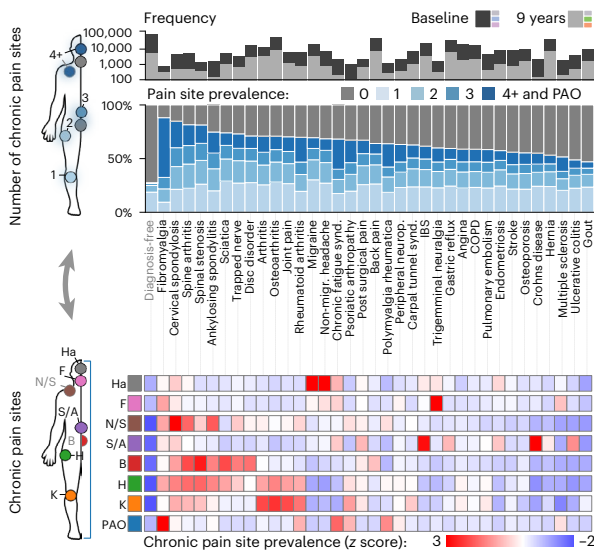 Frequency
Baseline
9 years
100,000
10,000
1,000
100
Pain site prevalence:
0
1
2
3
4+ and PAO
Number of chronic pain sites
4+
3
2
1
100%
50%
0%
Diagnosis-free
Fibromyalgia
Cervical spondylosis
Spine arthritis
Spinal stenosis
Ankylosing spondylitis
Sciatica
Trapped nerve
Disc disorder
Arthritis
Osteoarthritis
Joint pain
Rheumatoid arthritis
Migraine
Non-migr. headache
Chronic fatigue synd.
Psoriatic arthropathy
Post surgical pain
Back pain
Polymyalgia rheumatica
Peripheral neurop.
Carpal tunnel synd.
IBS
Trigemminal neuralgia
Gastric reflux
Angina
COPD
Pulmonary embolism
Endometriosis
Stroke
Osteoporosis
Crohns disease
Hernia
Multiple sclerosis
Ulcerative colitis
Gout
Chronic pain sites
Ha
F
N/S
S/A
B
H
K
Ha
F
N/S
S/A
B
H
K
PAO
Chronic pain site prevalence (z score):
3
–2